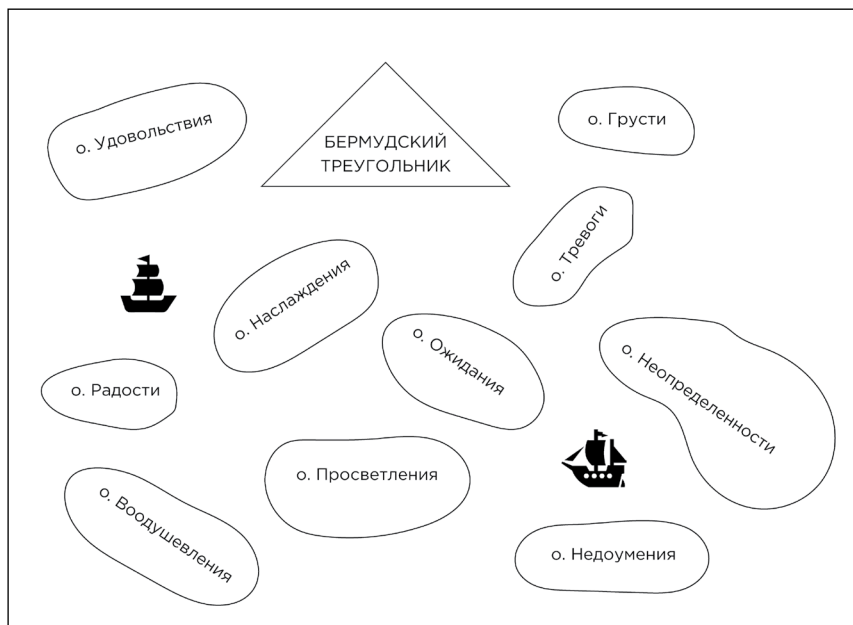 о. Удовольствия
БЕРМУДСКИЙ
ТРЕУГОЛЬНИК
о. Грусти
о. Тревоги
о. Наслаждения
о. Ожидания
о. Неопределенности
о. Радости
о. Просветления
о. Воодушевления
о. Недоумения